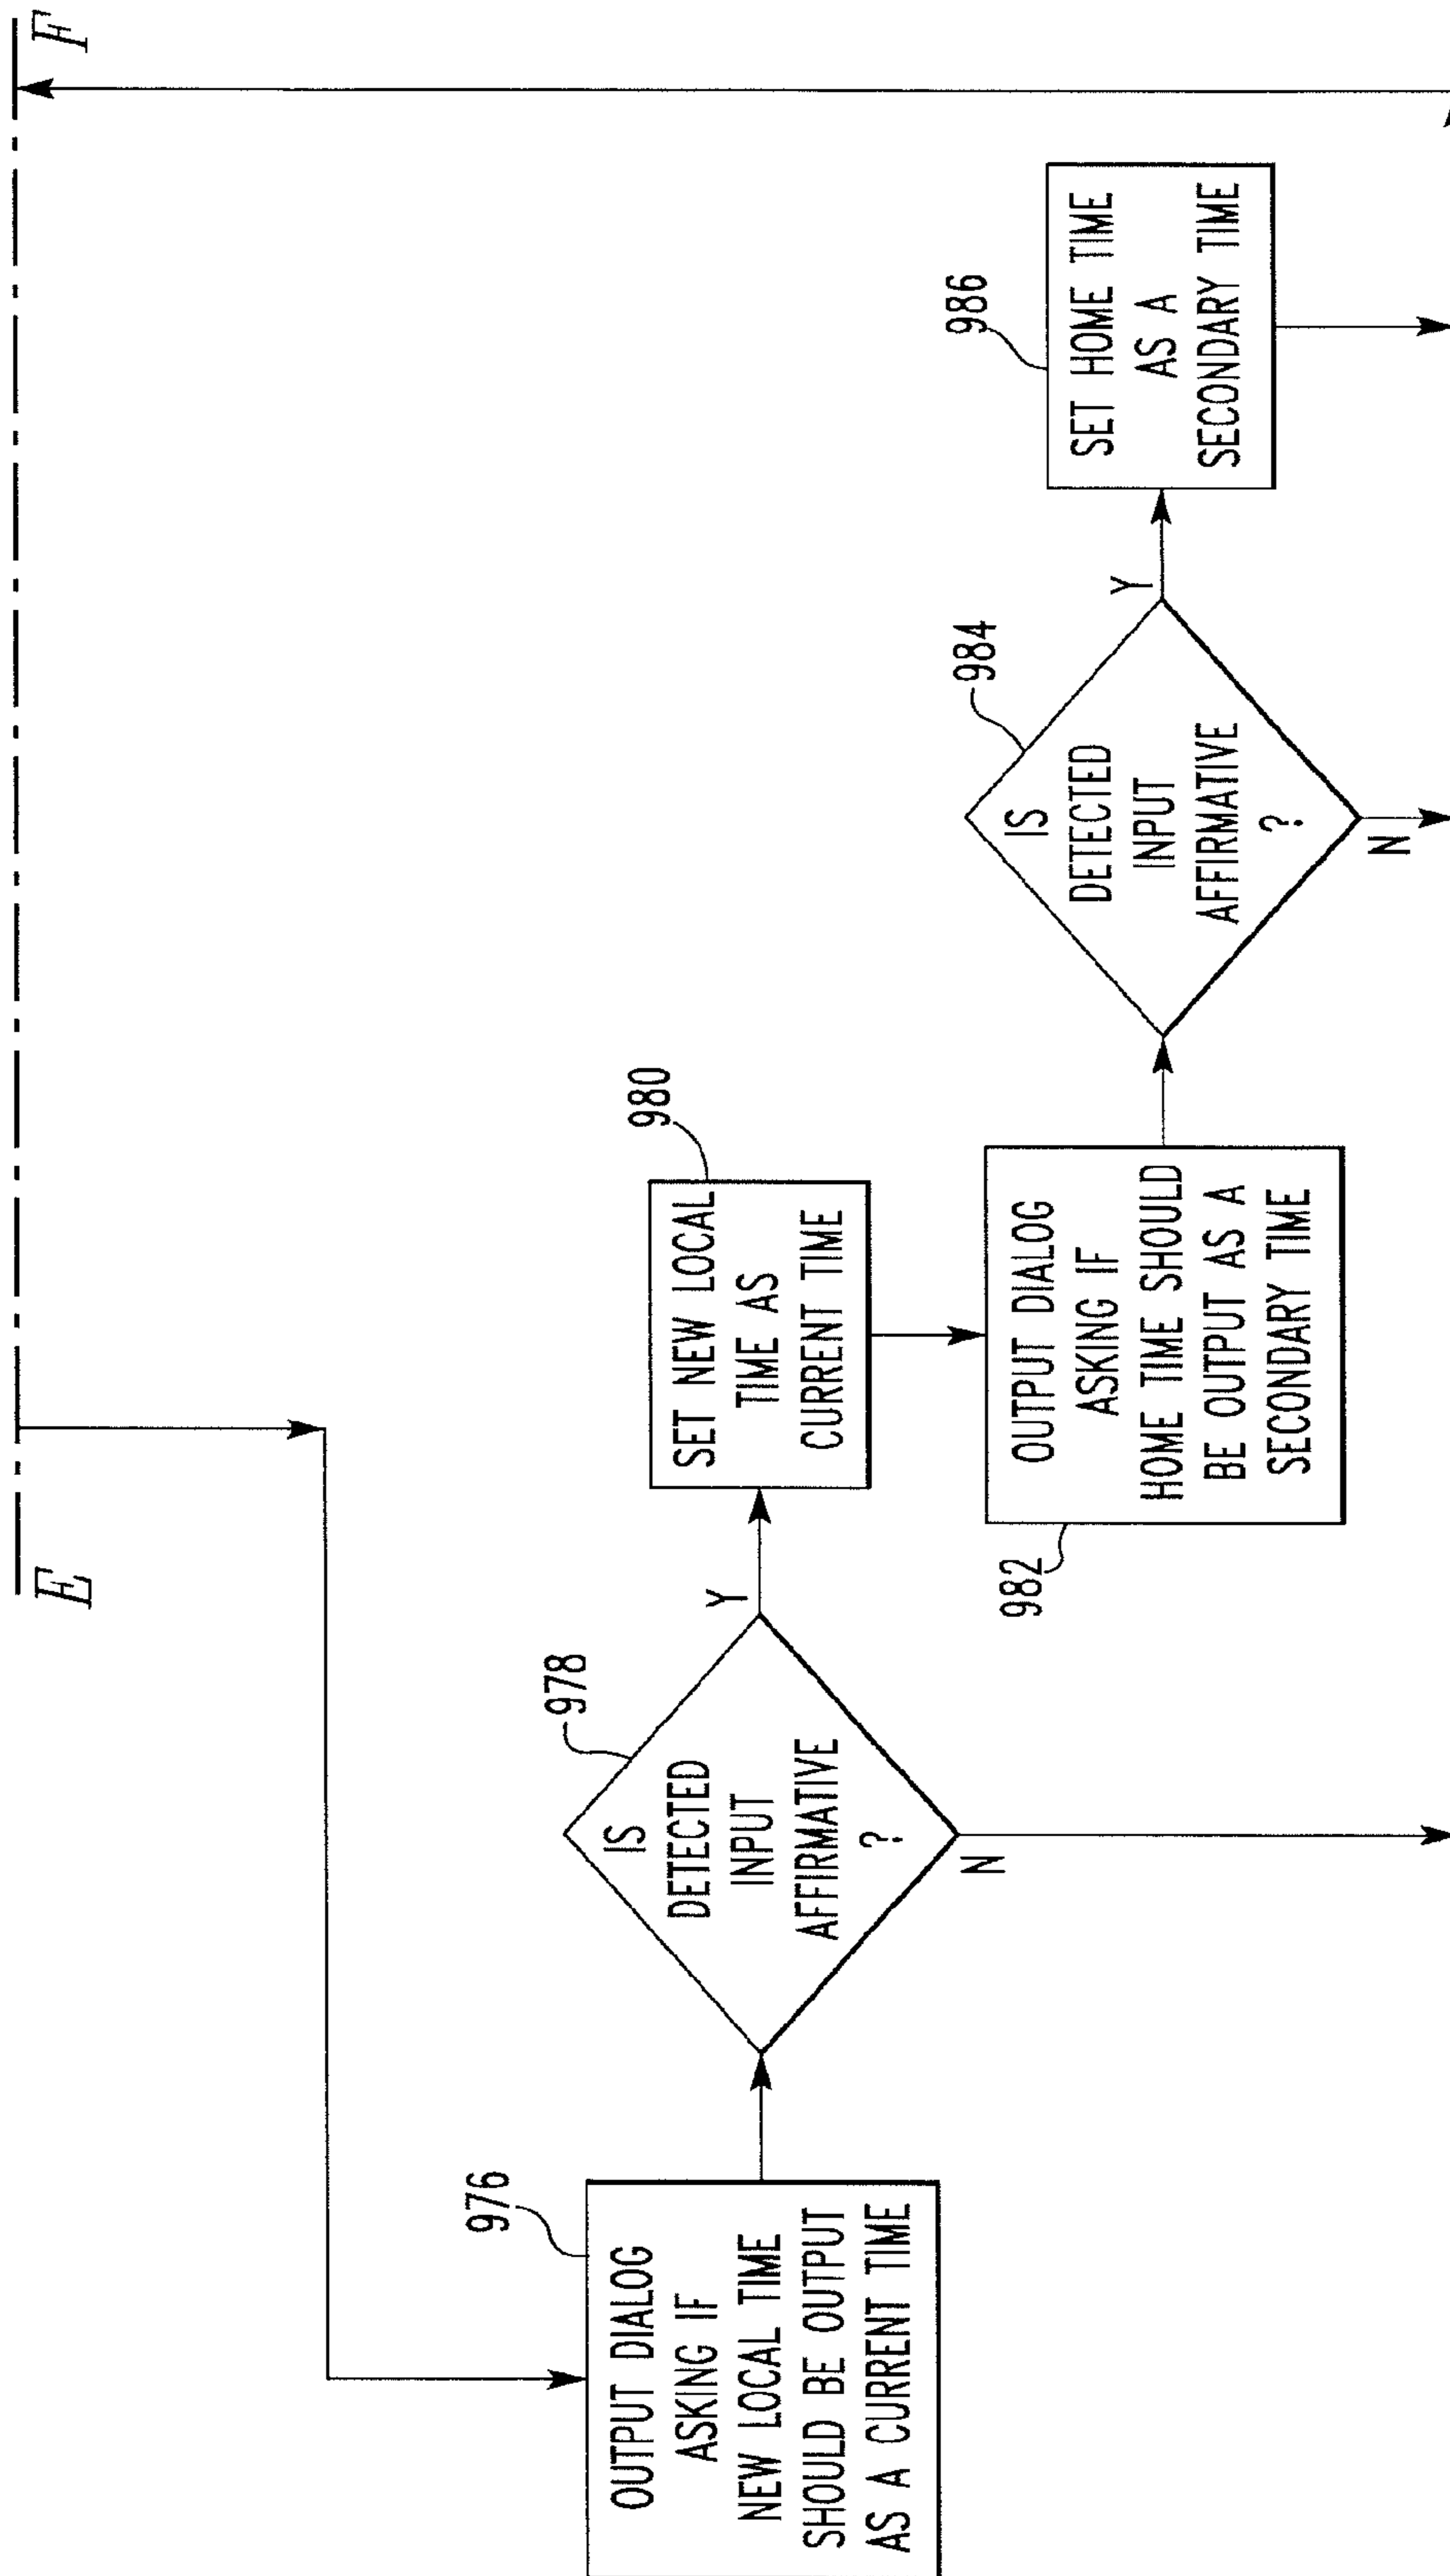 E
F
976
OUTPUT DIALOG
ASKING IF
NEW LOCAL TIME
SHOULD BE OUTPUT
AS A CURRENT TIME
978
IS
DETECTED
INPUT
AFFIRMATIVE
?
Y
N
980
SET NEW LOCAL
TIME AS
CURRENT TIME
982
OUTPUT DIALOG
ASKING IF
HOME TIME SHOULD
BE OUTPUT AS A
SECONDARY TIME
984
IS
DETECTED
INPUT
AFFIRMATIVE
?
Y
N
986
SET HOME TIME
AS A
SECONDARY TIME